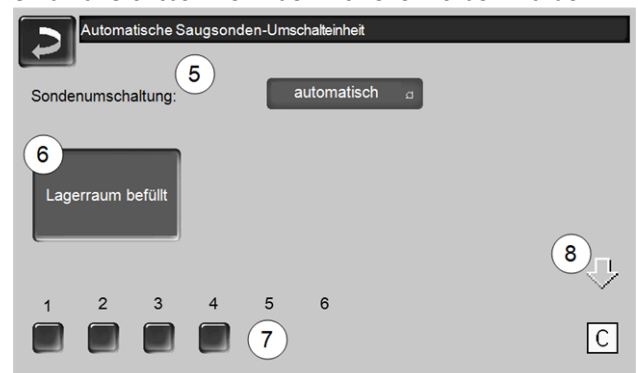 Automatische Saugsonden-Umschalteinheit
5
Sondenumschaltung:
automatisch
6
Lagerraum befüllt
8
1 2 3 4 5 6
7
C